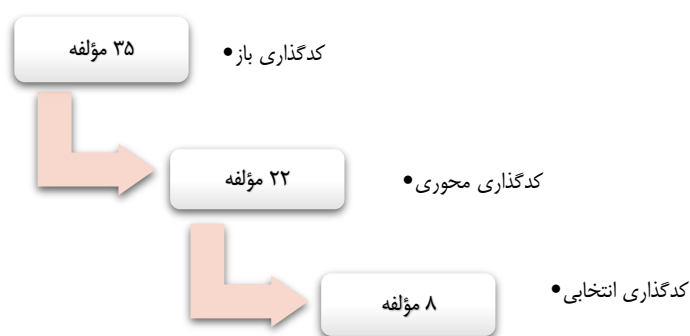 ۳۵ مؤلفه
کدگذاری باز•
۲۲ مؤلفه
کدگذاری محوری•
۸ مؤلفه
کدگذاری انتخابی•